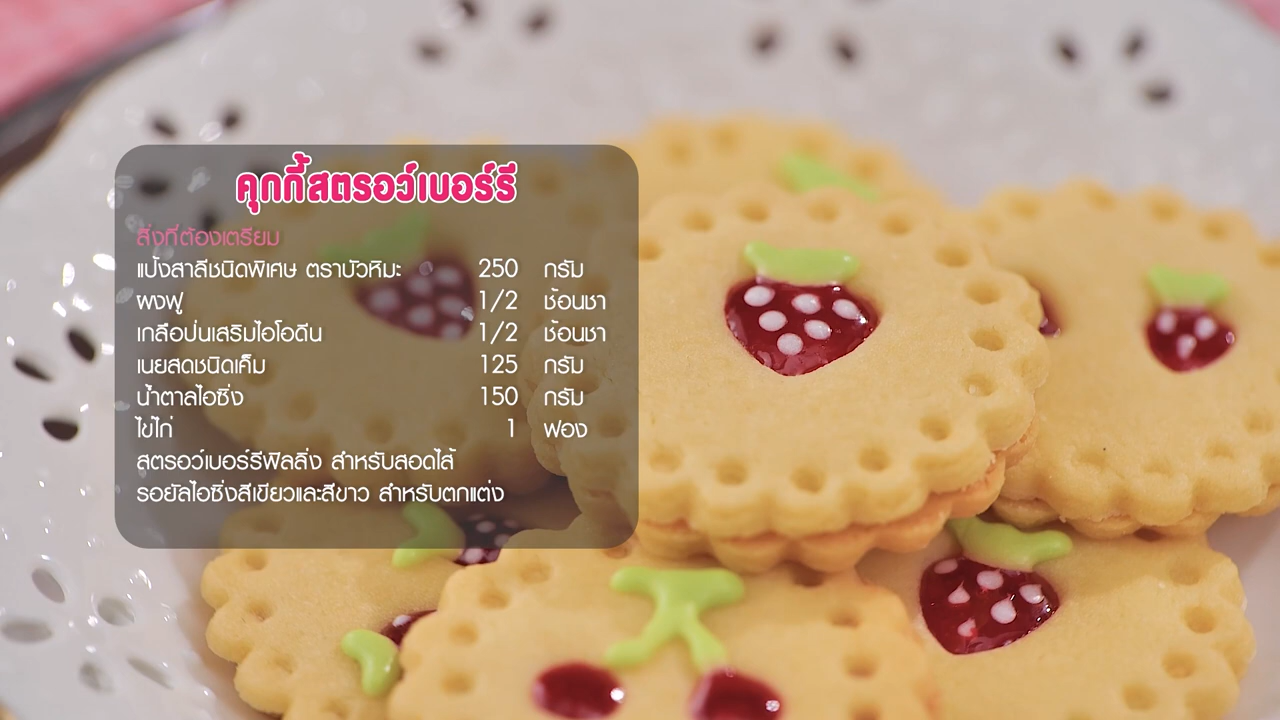 คุกกี้สตรอว์เบอร์รี
สิ่งที่ต้องเตรียม
แป้งสาลีชนิดพิเศษ ตราบัวหิมะ 250 กรัม
ผงฟู 1/2 ช้อนชา
เกลือป่นเสริมไอโอดีน 1/2 ช้อนชา
เนยสดชนิดเค็ม 125 กรัม
น้ำตาลไอซิ่ง 150 กรัม
ไข่ไก่ 1 ฟอง
สตรอว์เบอร์รีฟิลลิ่ง สำหรับสอดไส้
รอยัลไอซิ่งสีเขียวและสีขาว สำหรับตกแต่ง